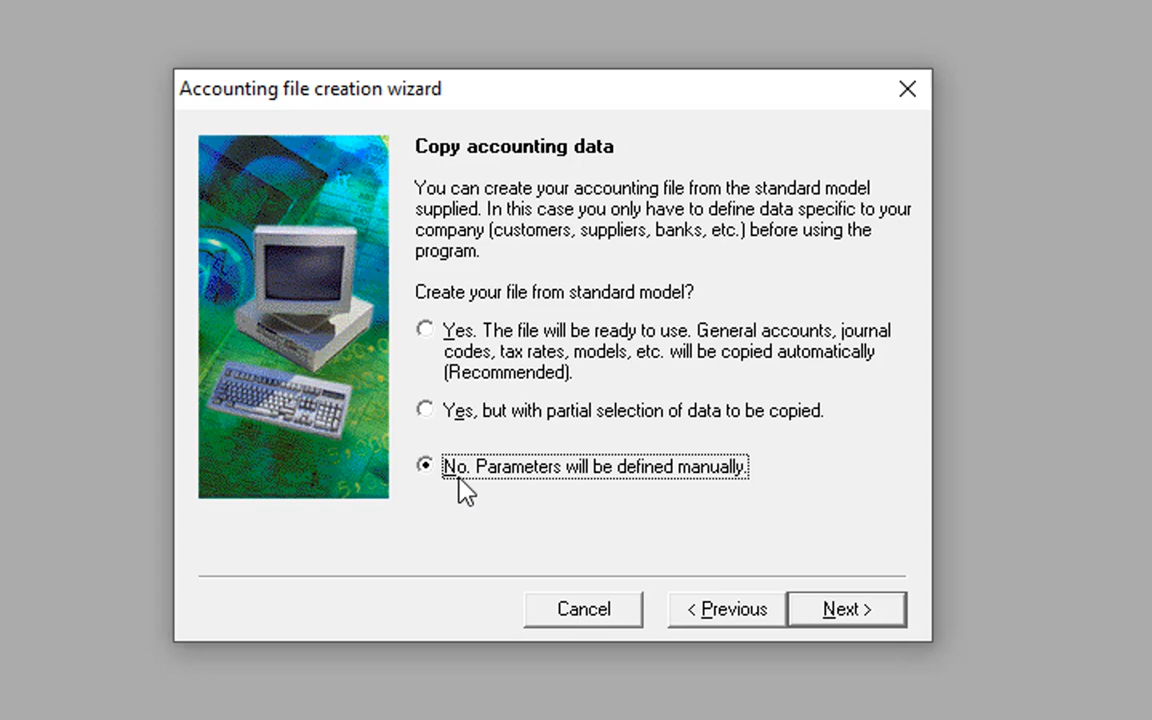 Accounting file creation wizard
Copy accounting data
You can create your accounting file from the standard model
supplied. In this case you only have to define data specific to your
company (customers, suppliers, banks, etc.) before using the
program.
Create your file from standard model?
Yes. The file will be ready to use. General accounts, journal
codes, tax rates, models, etc. will be copied automatically
(Recommended).
Yes, but with partial selection of data to be copied.
No. Parameters will be defined manually.
Cancel
< Previous
Next >